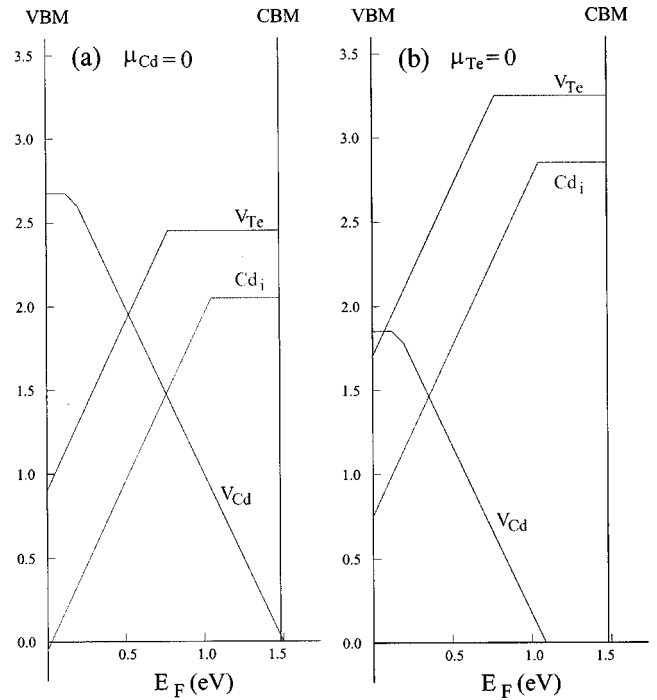 VBM CBM
(a) μCd = 0
3.5
3.0
2.5
2.0
1.5
1.0
0.5
0.0
VTe
Cdi
VCd
0.5 1.0 1.5
EF (eV)
VBM CBM
(b) μTe = 0
3.5
3.0
2.5
2.0
1.5
1.0
0.5
0.0
VTe
Cdi
VCd
0.5 1.0 1.5
EF (eV)